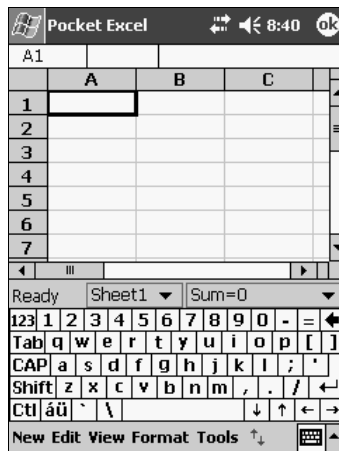 Pocket Excel 8:40 ok
A1
A B C
1
2
3
4
5
6
7
Ready Sheet1 Sum=0
123 1 2 3 4 5 6 7 8 9 0 - =
Tab q w e r t y u i o p [ ]
CAP a s d f g h j k l ; '
Shift z x c v b n m , . /
Ctl áü ` \
New Edit View Format Tools